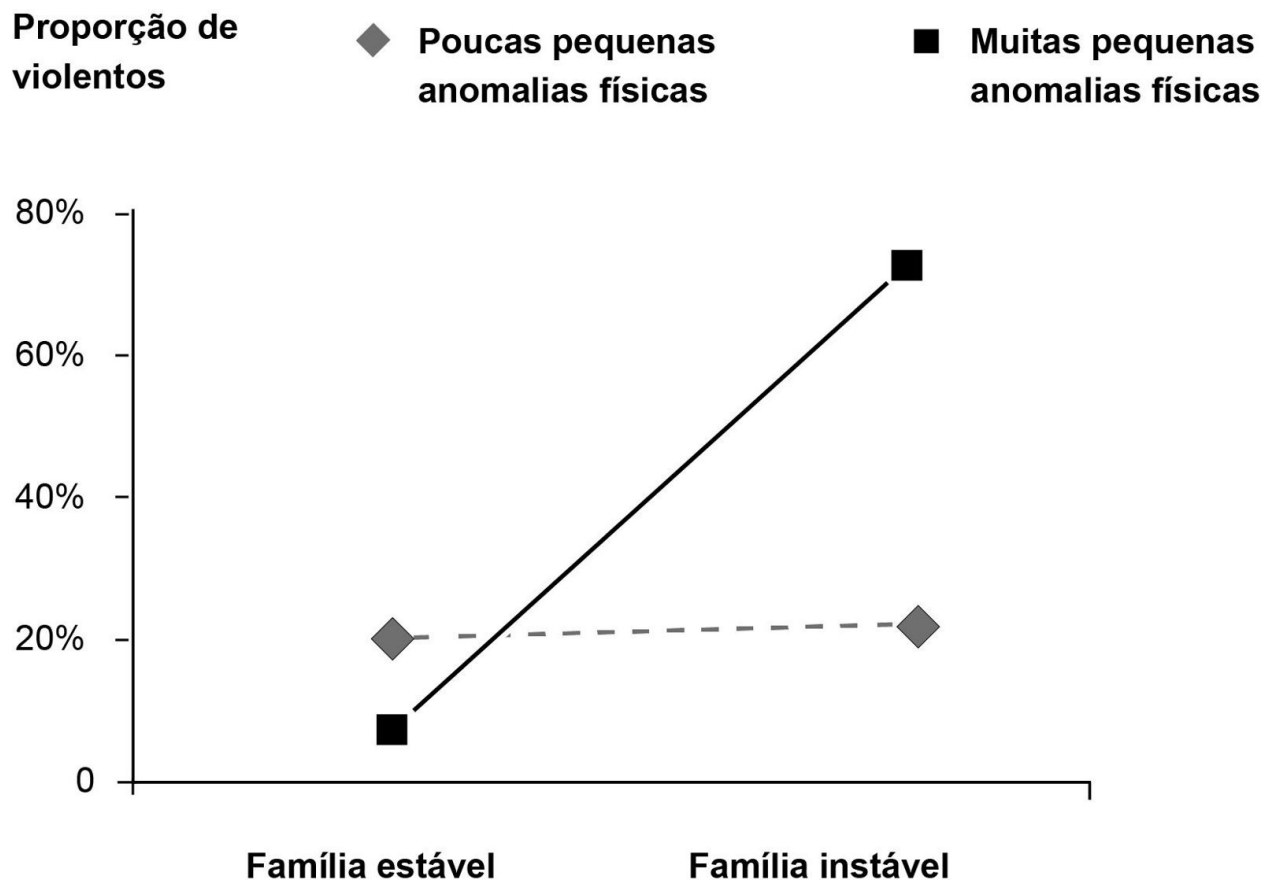 Proporção de
violentos
Poucas pequenas
anomalias físicas
Muitas pequenas
anomalias físicas
80%
60%
40%
20%
0
Família estável
Família instável